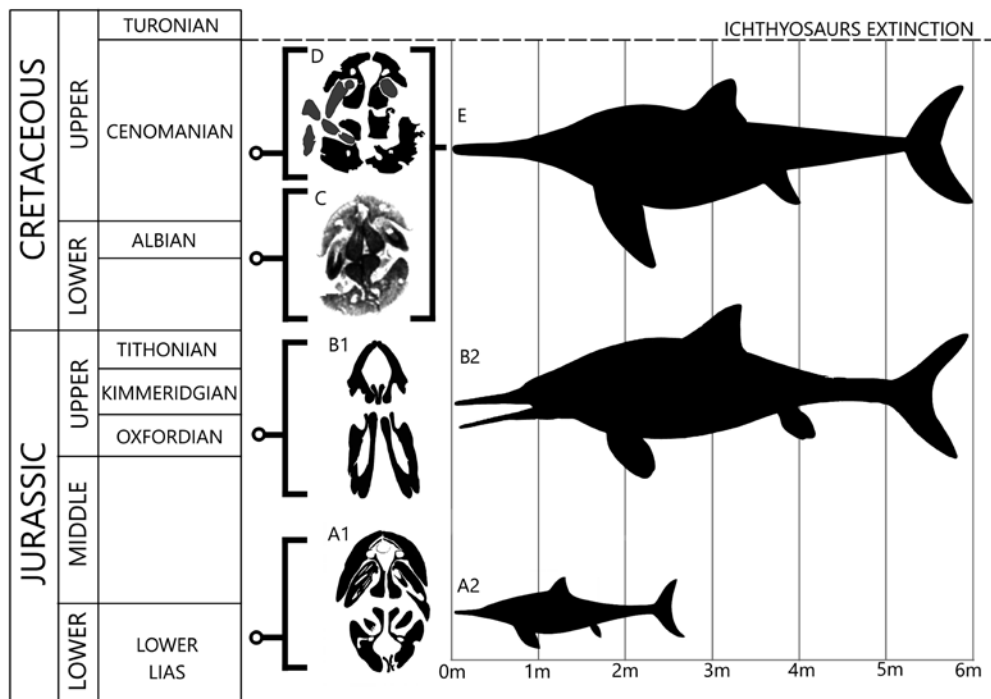 TURONIAN
ICHTHYOSAURS EXTINCTION
CRETACEOUS
UPPER
CENOMANIAN
D
E
LOWER
ALBIAN
C
JURASSIC
UPPER
TITHONIAN
B1
B2
KIMMERIDGIAN
OXFORDIAN
MIDDLE
A1
A2
LOWER
LOWER
LIAS
0m 1m 2m 3m 4m 5m 6m